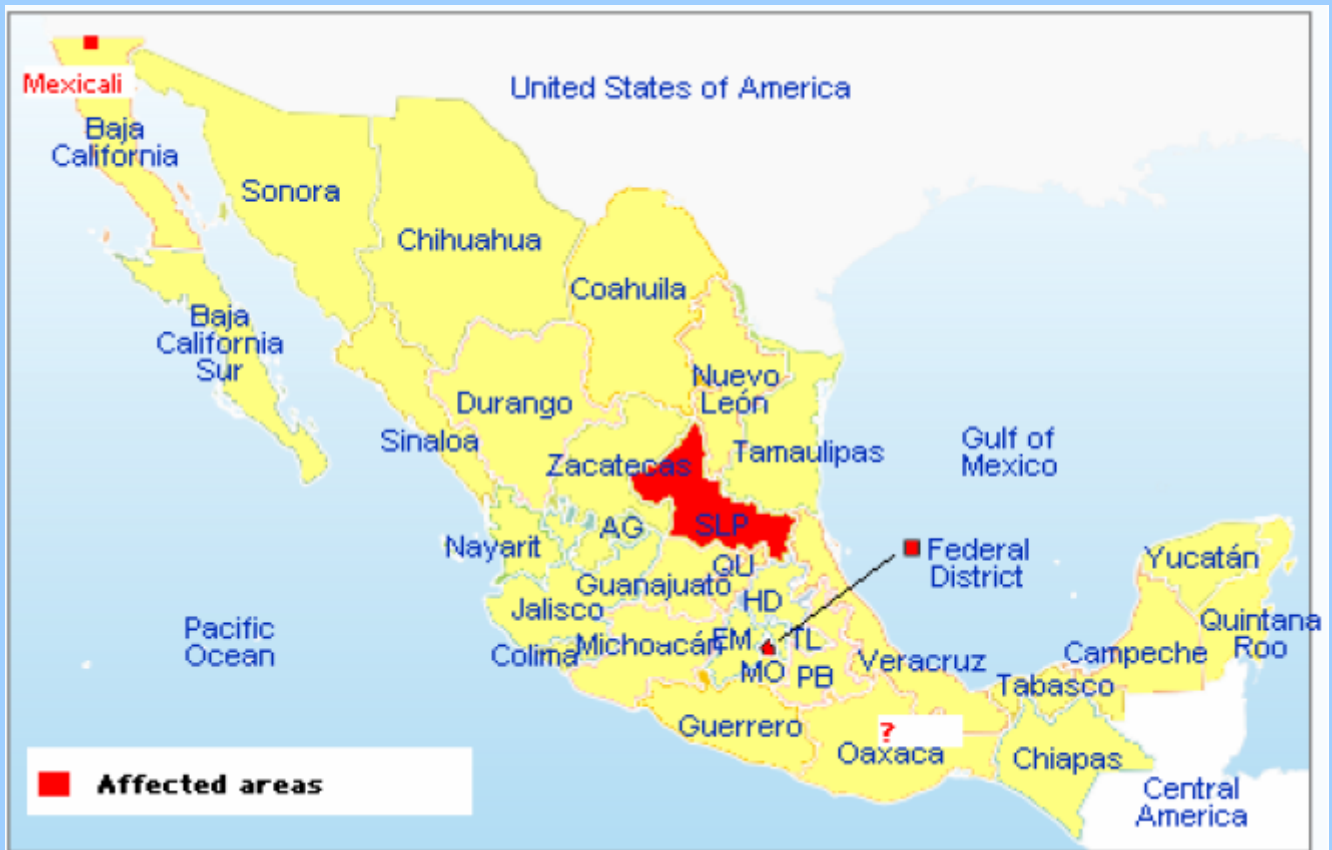 United States of America
Mexicali
Baja
California
Sonora
Chihuahua
Coahuila
Baja
California
Sur
Nuevo
León
Durango
Sinaloa
Zacatecas
Tamaulipas
Gulf of
Mexico
SLP
AG
Nayarit
QU
Guanajuato
Federal
District
Yucatán
HD
Jalisco
Quintana
Roo
Pacific
Ocean
Colima
Michoacán
EM
TL
MO
PB
Veracruz
Campeche
Tabasco
Guerrero
?
Oaxaca
Chiapas
Affected areas
Central
America